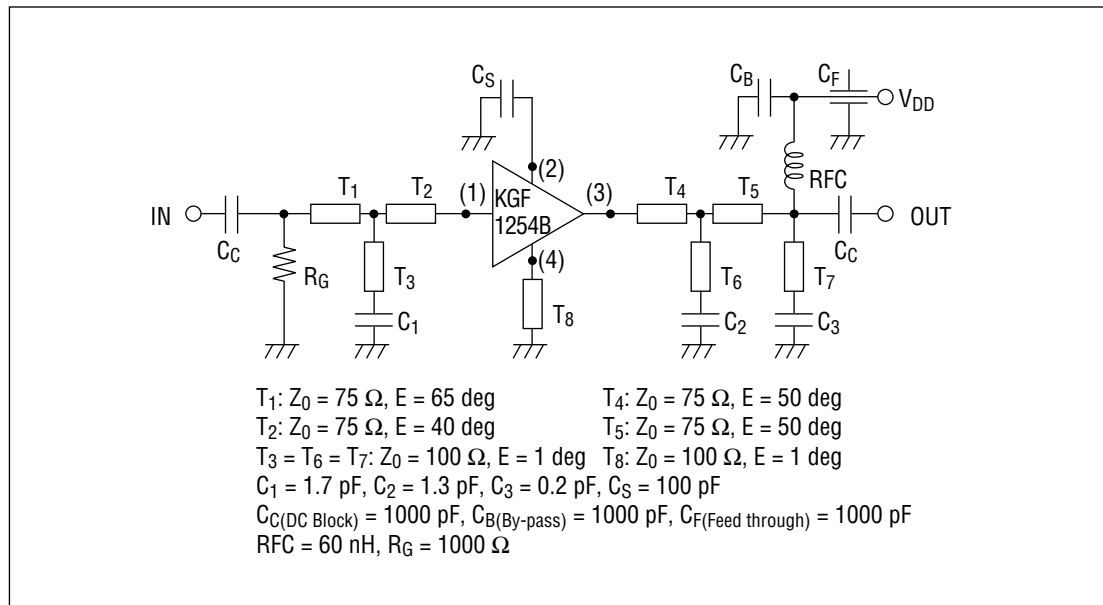 C_S
C_B
C_F
V_DD
(2)
RFC
T_1
T_2
(1)
KGF
1254B
(3)
T_4
T_5
IN
OUT
C_C
R_G
T_3
(4)
T_8
T_6
C_C
T_7
C_1
C_2
C_3
T_1: Z_0 = 75 Ω, E = 65 deg
T_4: Z_0 = 75 Ω, E = 50 deg
T_2: Z_0 = 75 Ω, E = 40 deg
T_5: Z_0 = 75 Ω, E = 50 deg
T_3 = T_6 = T_7: Z_0 = 100 Ω, E = 1 deg
T_8: Z_0 = 100 Ω, E = 1 deg
C_1 = 1.7 pF, C_2 = 1.3 pF, C_3 = 0.2 pF, C_S = 100 pF
C_C(DC Block) = 1000 pF, C_B(By-pass) = 1000 pF, C_F(Feed through) = 1000 pF
RFC = 60 nH, R_G = 1000 Ω